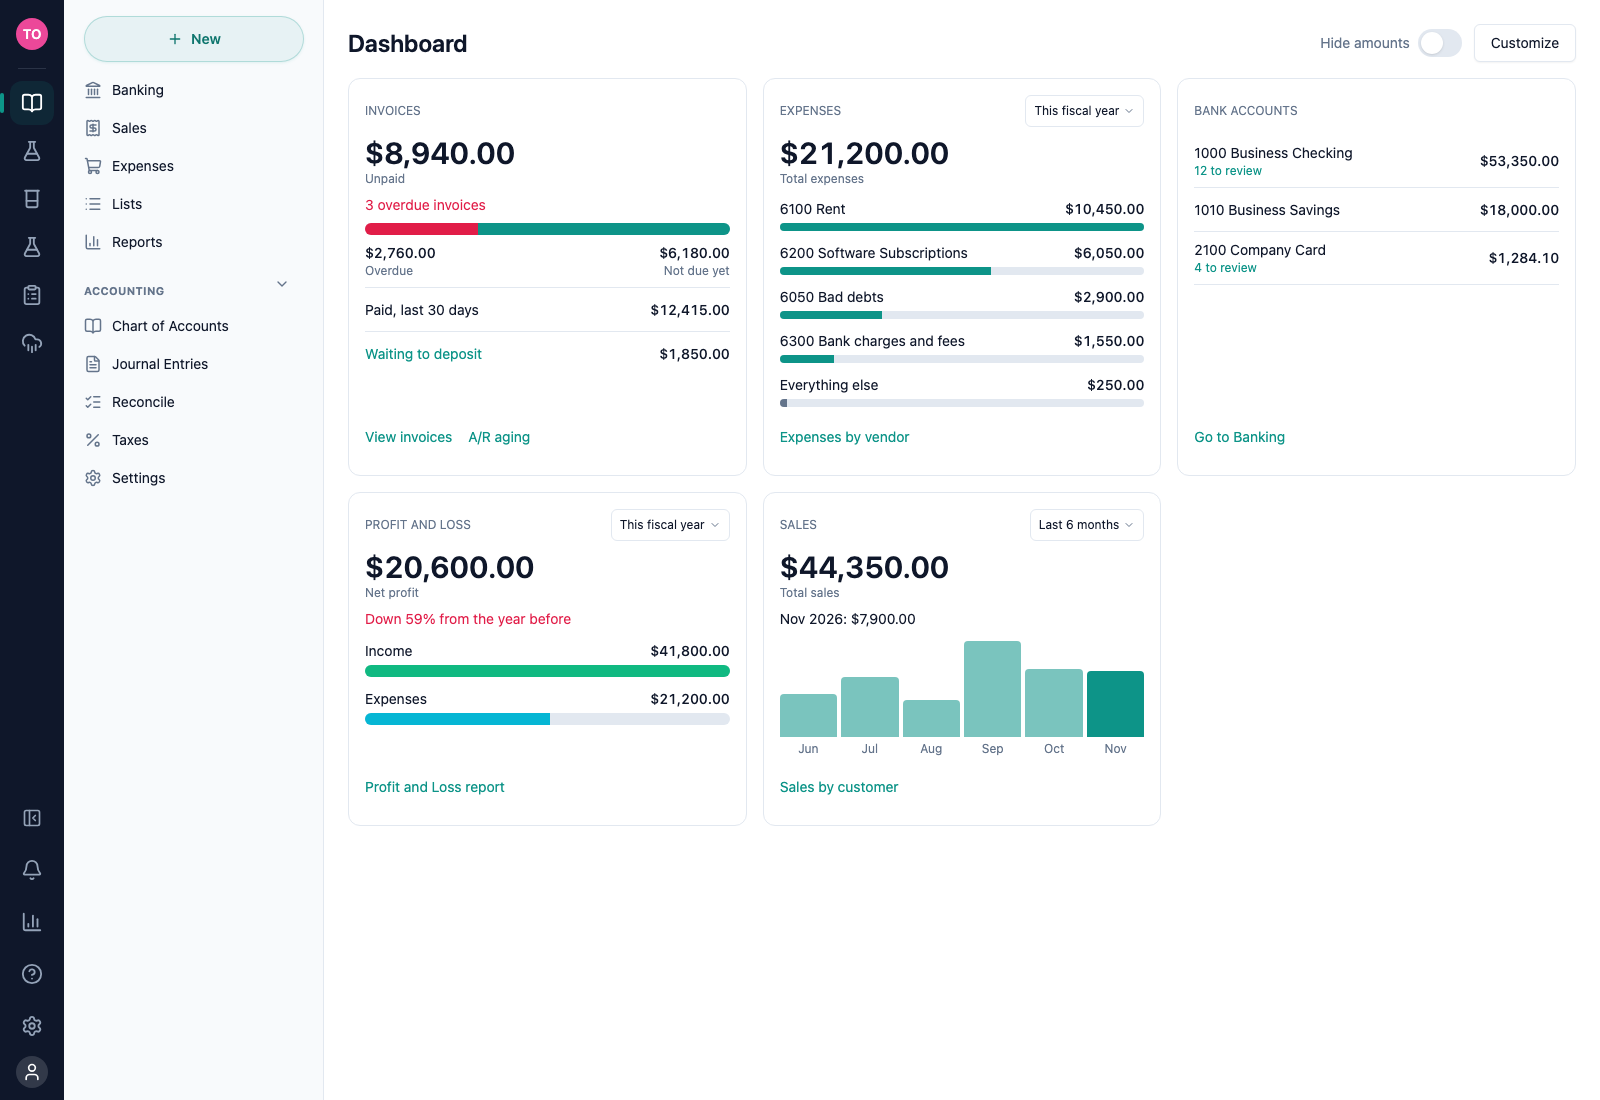 TO
New
Banking
Sales
Expenses
Lists
Reports
ACCOUNTING
Chart of Accounts
Journal Entries
Reconcile
Taxes
Settings
Dashboard
Hide amounts
Customize
INVOICES
$8,940.00
Unpaid
3 overdue invoices
$2,760.00 $6,180.00
Overdue Not due yet
Paid, last 30 days $12,415.00
Waiting to deposit $1,850.00
View invoices A/R aging
EXPENSES This fiscal year
$21,200.00
Total expenses
6100 Rent $10,450.00
6200 Software Subscriptions $6,050.00
6050 Bad debts $2,900.00
6300 Bank charges and fees $1,550.00
Everything else $250.00
Expenses by vendor
BANK ACCOUNTS
1000 Business Checking $53,350.00
12 to review
1010 Business Savings $18,000.00
2100 Company Card $1,284.10
4 to review
Go to Banking
PROFIT AND LOSS This fiscal year
$20,600.00
Net profit
Down 59% from the year before
Income $41,800.00
Expenses $21,200.00
Profit and Loss report
SALES Last 6 months
$44,350.00
Total sales
Nov 2026: $7,900.00
Jun Jul Aug Sep Oct Nov
Sales by customer